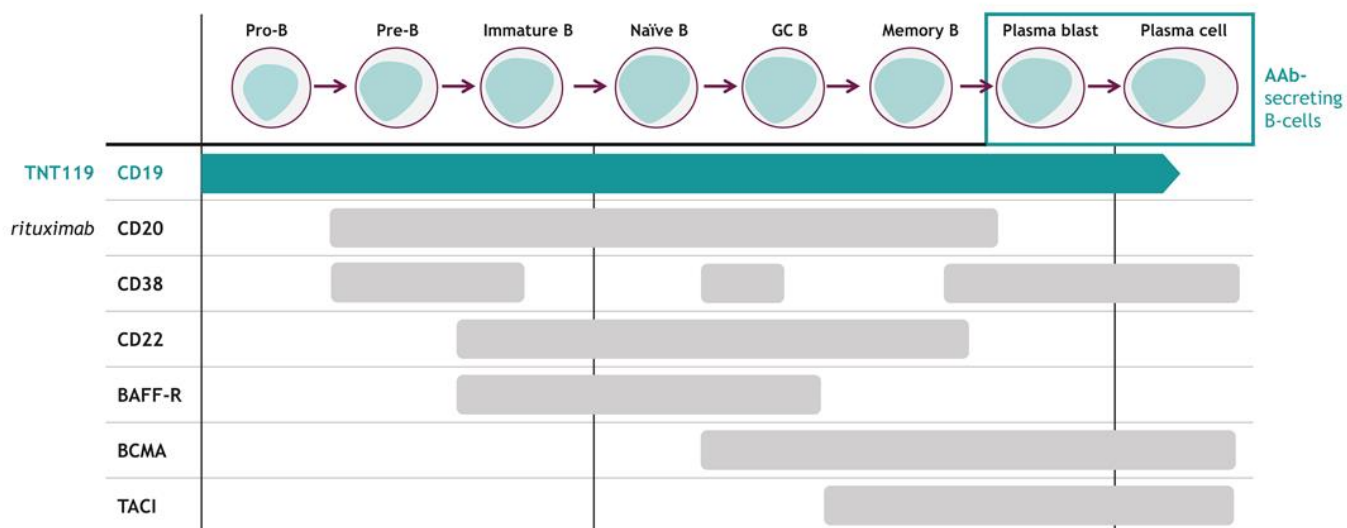 Pro-B Pre-B Immature B Naïve B GC B Memory B Plasma blast Plasma cell
AAb-
secreting
B-cells
TNT119 CD19
rituximab CD20
CD38
CD22
BAFF-R
BCMA
TACI